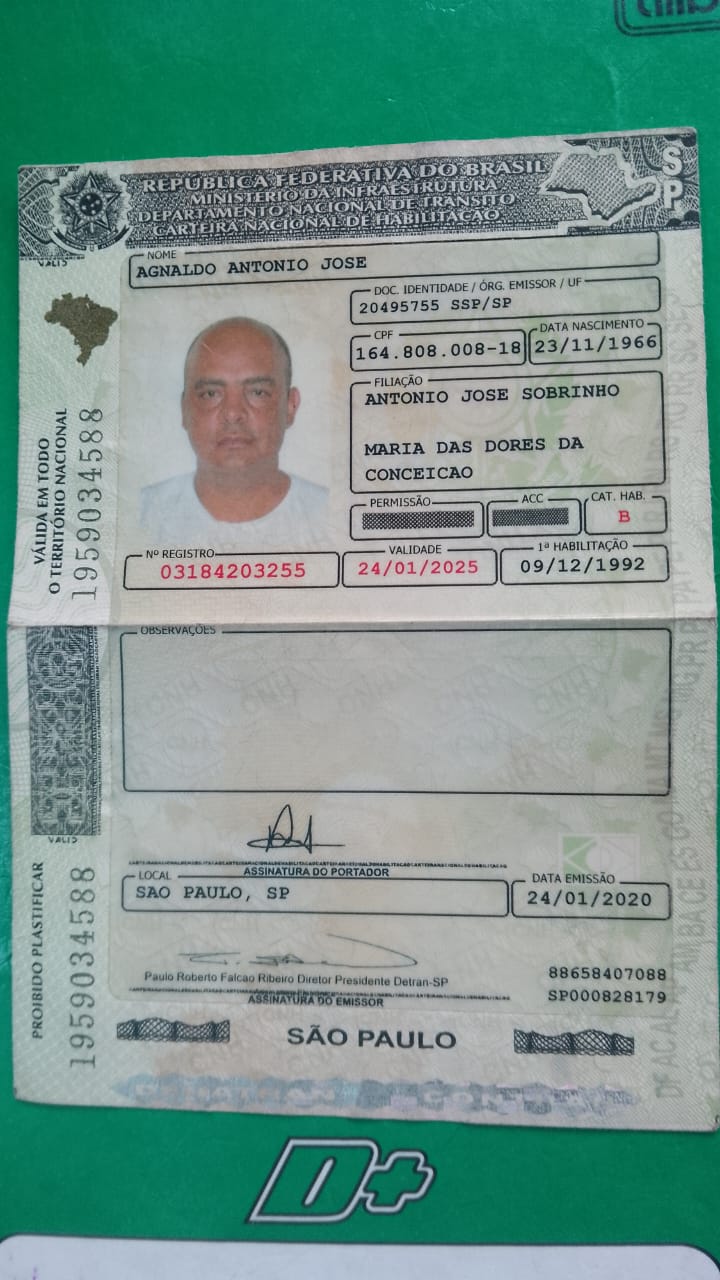 REPÚBLICA FEDERATIVA DO BRASIL
MINISTÉRIO DA INFRAESTRUTURA
DEPARTAMENTO NACIONAL DE TRÂNSITO
CARTEIRA NACIONAL DE HABILITAÇÃO
SP
NOME
AGNALDO ANTONIO JOSE
DOC. IDENTIDADE / ÓRG. EMISSOR / UF
20495755 SSP/SP
CPF
164.808.008-18
DATA NASCIMENTO
23/11/1966
FILIAÇÃO
ANTONIO JOSE SOBRINHO
MARIA DAS DORES DA
CONCEICAO
PERMISSÃO
ACC
CAT. HAB.
B
Nº REGISTRO
03184203255
VALIDADE
24/01/2025
1ª HABILITAÇÃO
09/12/1992
VÁLIDA EM TODO
O TERRITÓRIO NACIONAL
1959034588
OBSERVAÇÕES
ASSINATURA DO PORTADOR
LOCAL
SAO PAULO, SP
DATA EMISSÃO
24/01/2020
Paulo Roberto Falcao Ribeiro Diretor Presidente Detran-SP
ASSINATURA DO EMISSOR
88658407088
SP000828179
PROIBIDO PLASTIFICAR
1959034588
SÃO PAULO
D+